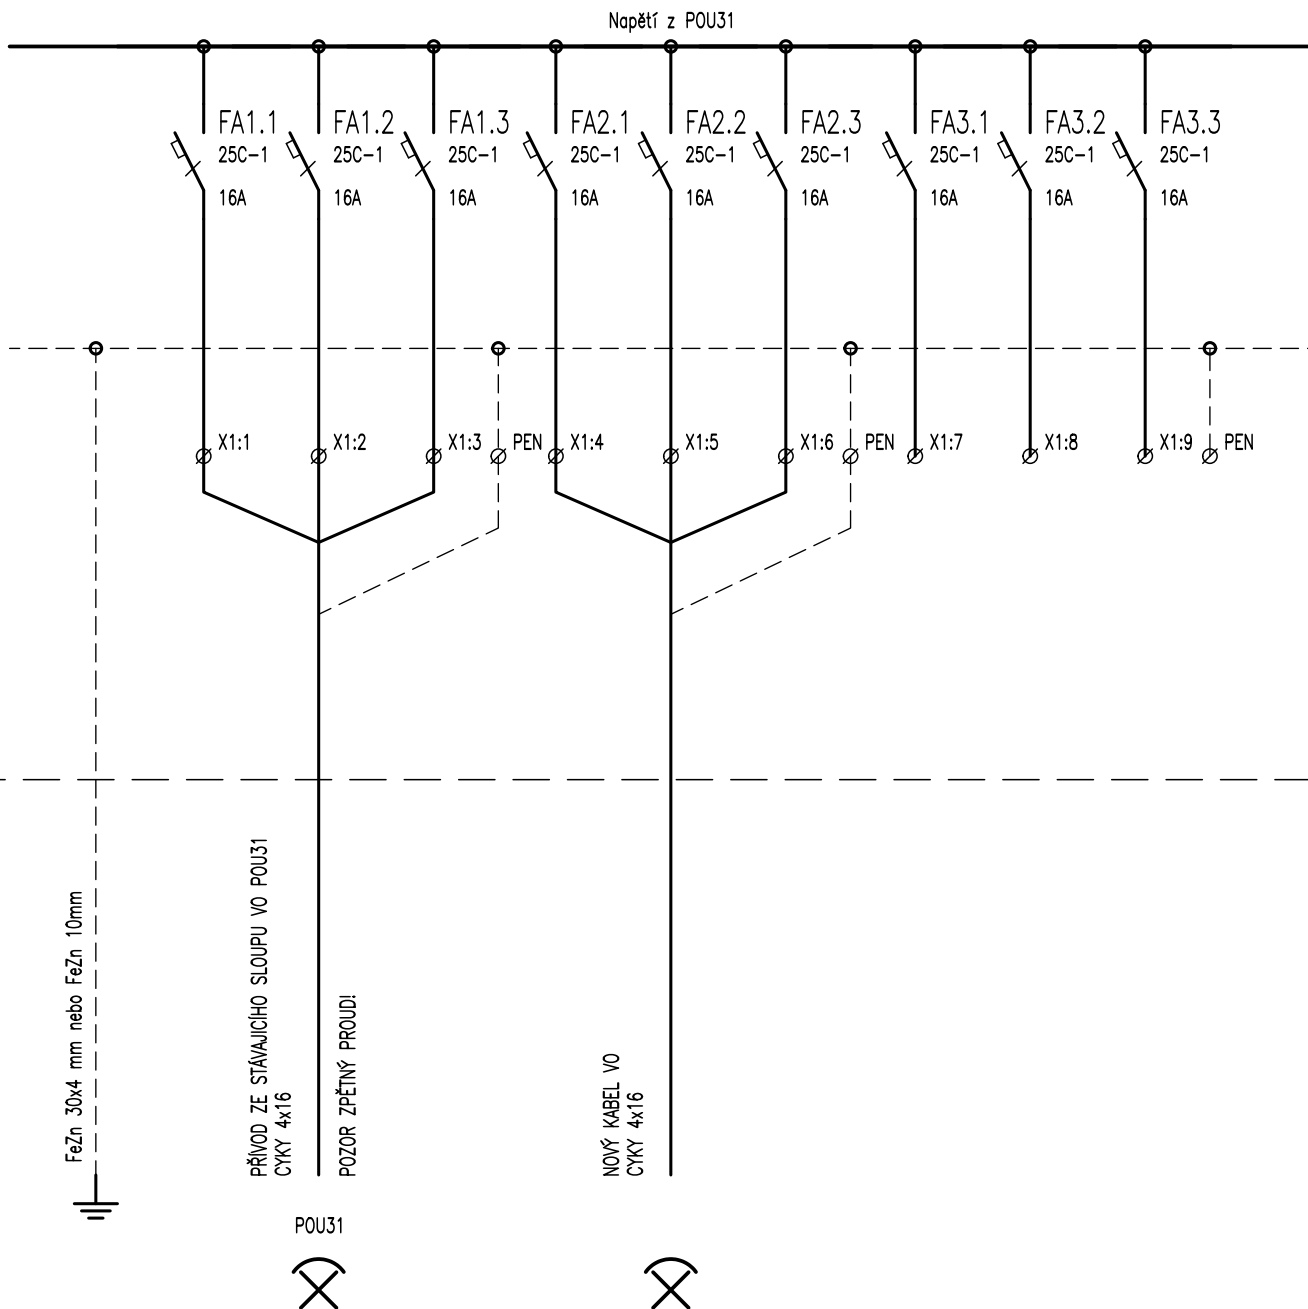 Napětí z POU31
FA1.1
25C-1
16A
FA1.2
25C-1
16A
FA1.3
25C-1
16A
FA2.1
25C-1
16A
FA2.2
25C-1
16A
FA2.3
25C-1
16A
FA3.1
25C-1
16A
FA3.2
25C-1
16A
FA3.3
25C-1
16A
X1:1
X1:2
X1:3
PEN
X1:4
X1:5
X1:6
PEN
X1:7
X1:8
X1:9
PEN
FeZn 30x4 mm nebo FeZn 10mm
PŘÍVOD ZE STÁVAJICÍHO SLOUPU VO POU31
CYKY 4x16
POZOR ZPĚTNÝ PROUD!
NOVÝ KABEL VO
CYKY 4x16
POU31